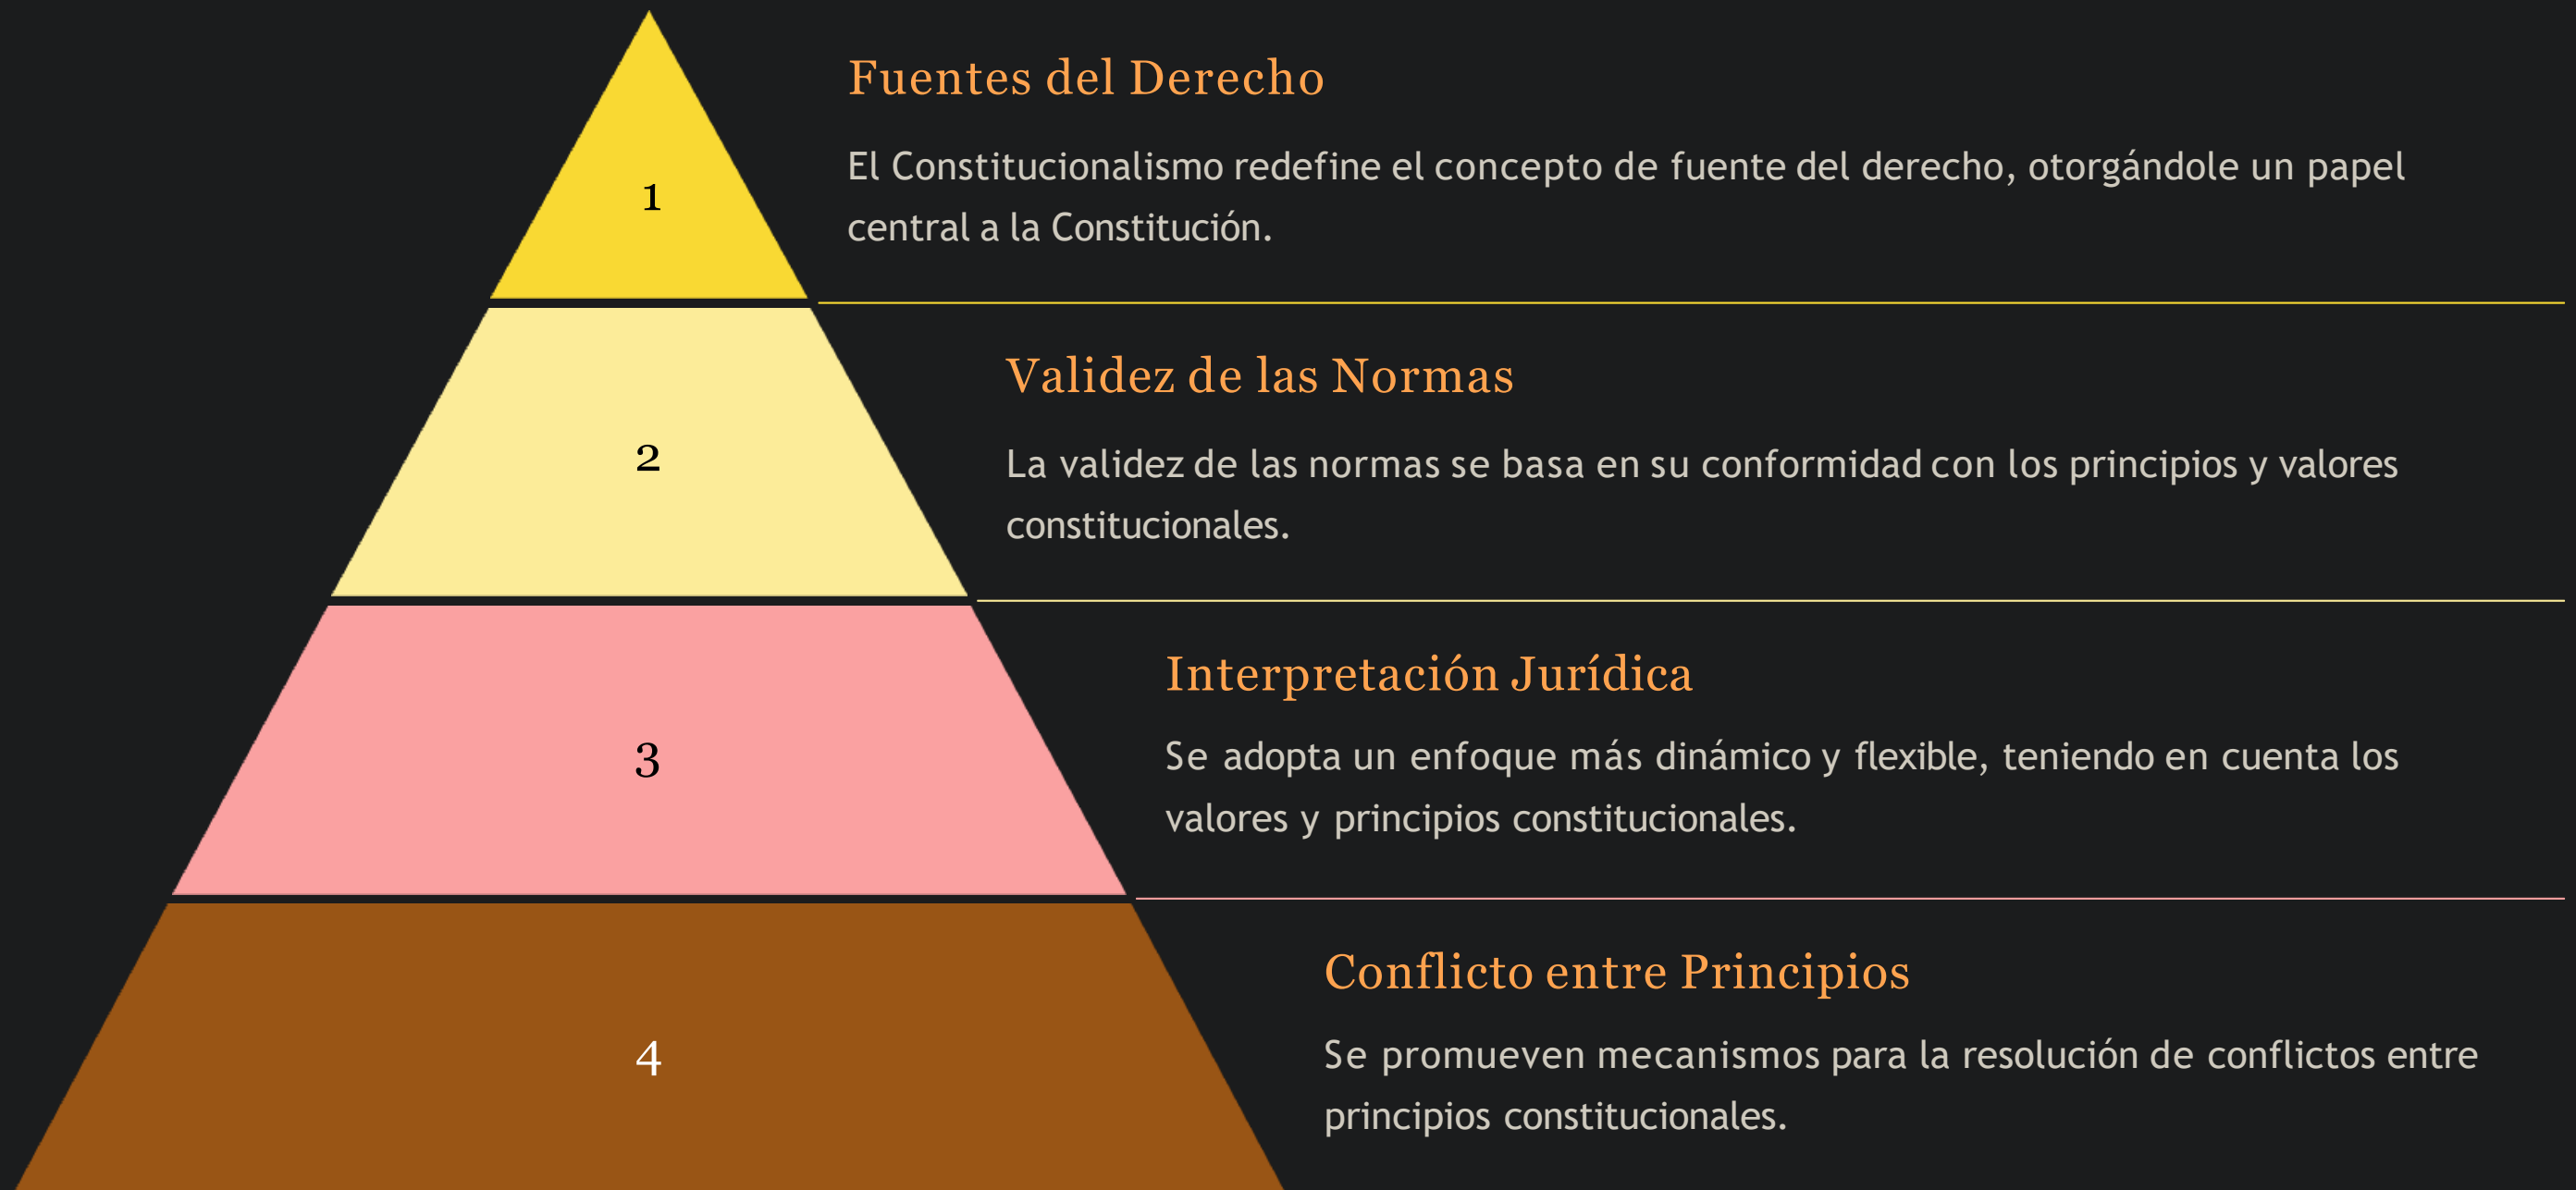 1
Fuentes del Derecho
El Constitucionalismo redefine el concepto de fuente del derecho, otorgándole un papel
central a la Constitución.
2
Validez de las Normas
La validez de las normas se basa en su conformidad con los principios y valores
constitucionales.
3
Interpretación Jurídica
Se adopta un enfoque más dinámico y flexible, teniendo en cuenta los
valores y principios constitucionales.
4
Conflicto entre Principios
Se promueven mecanismos para la resolución de conflictos entre
principios constitucionales.